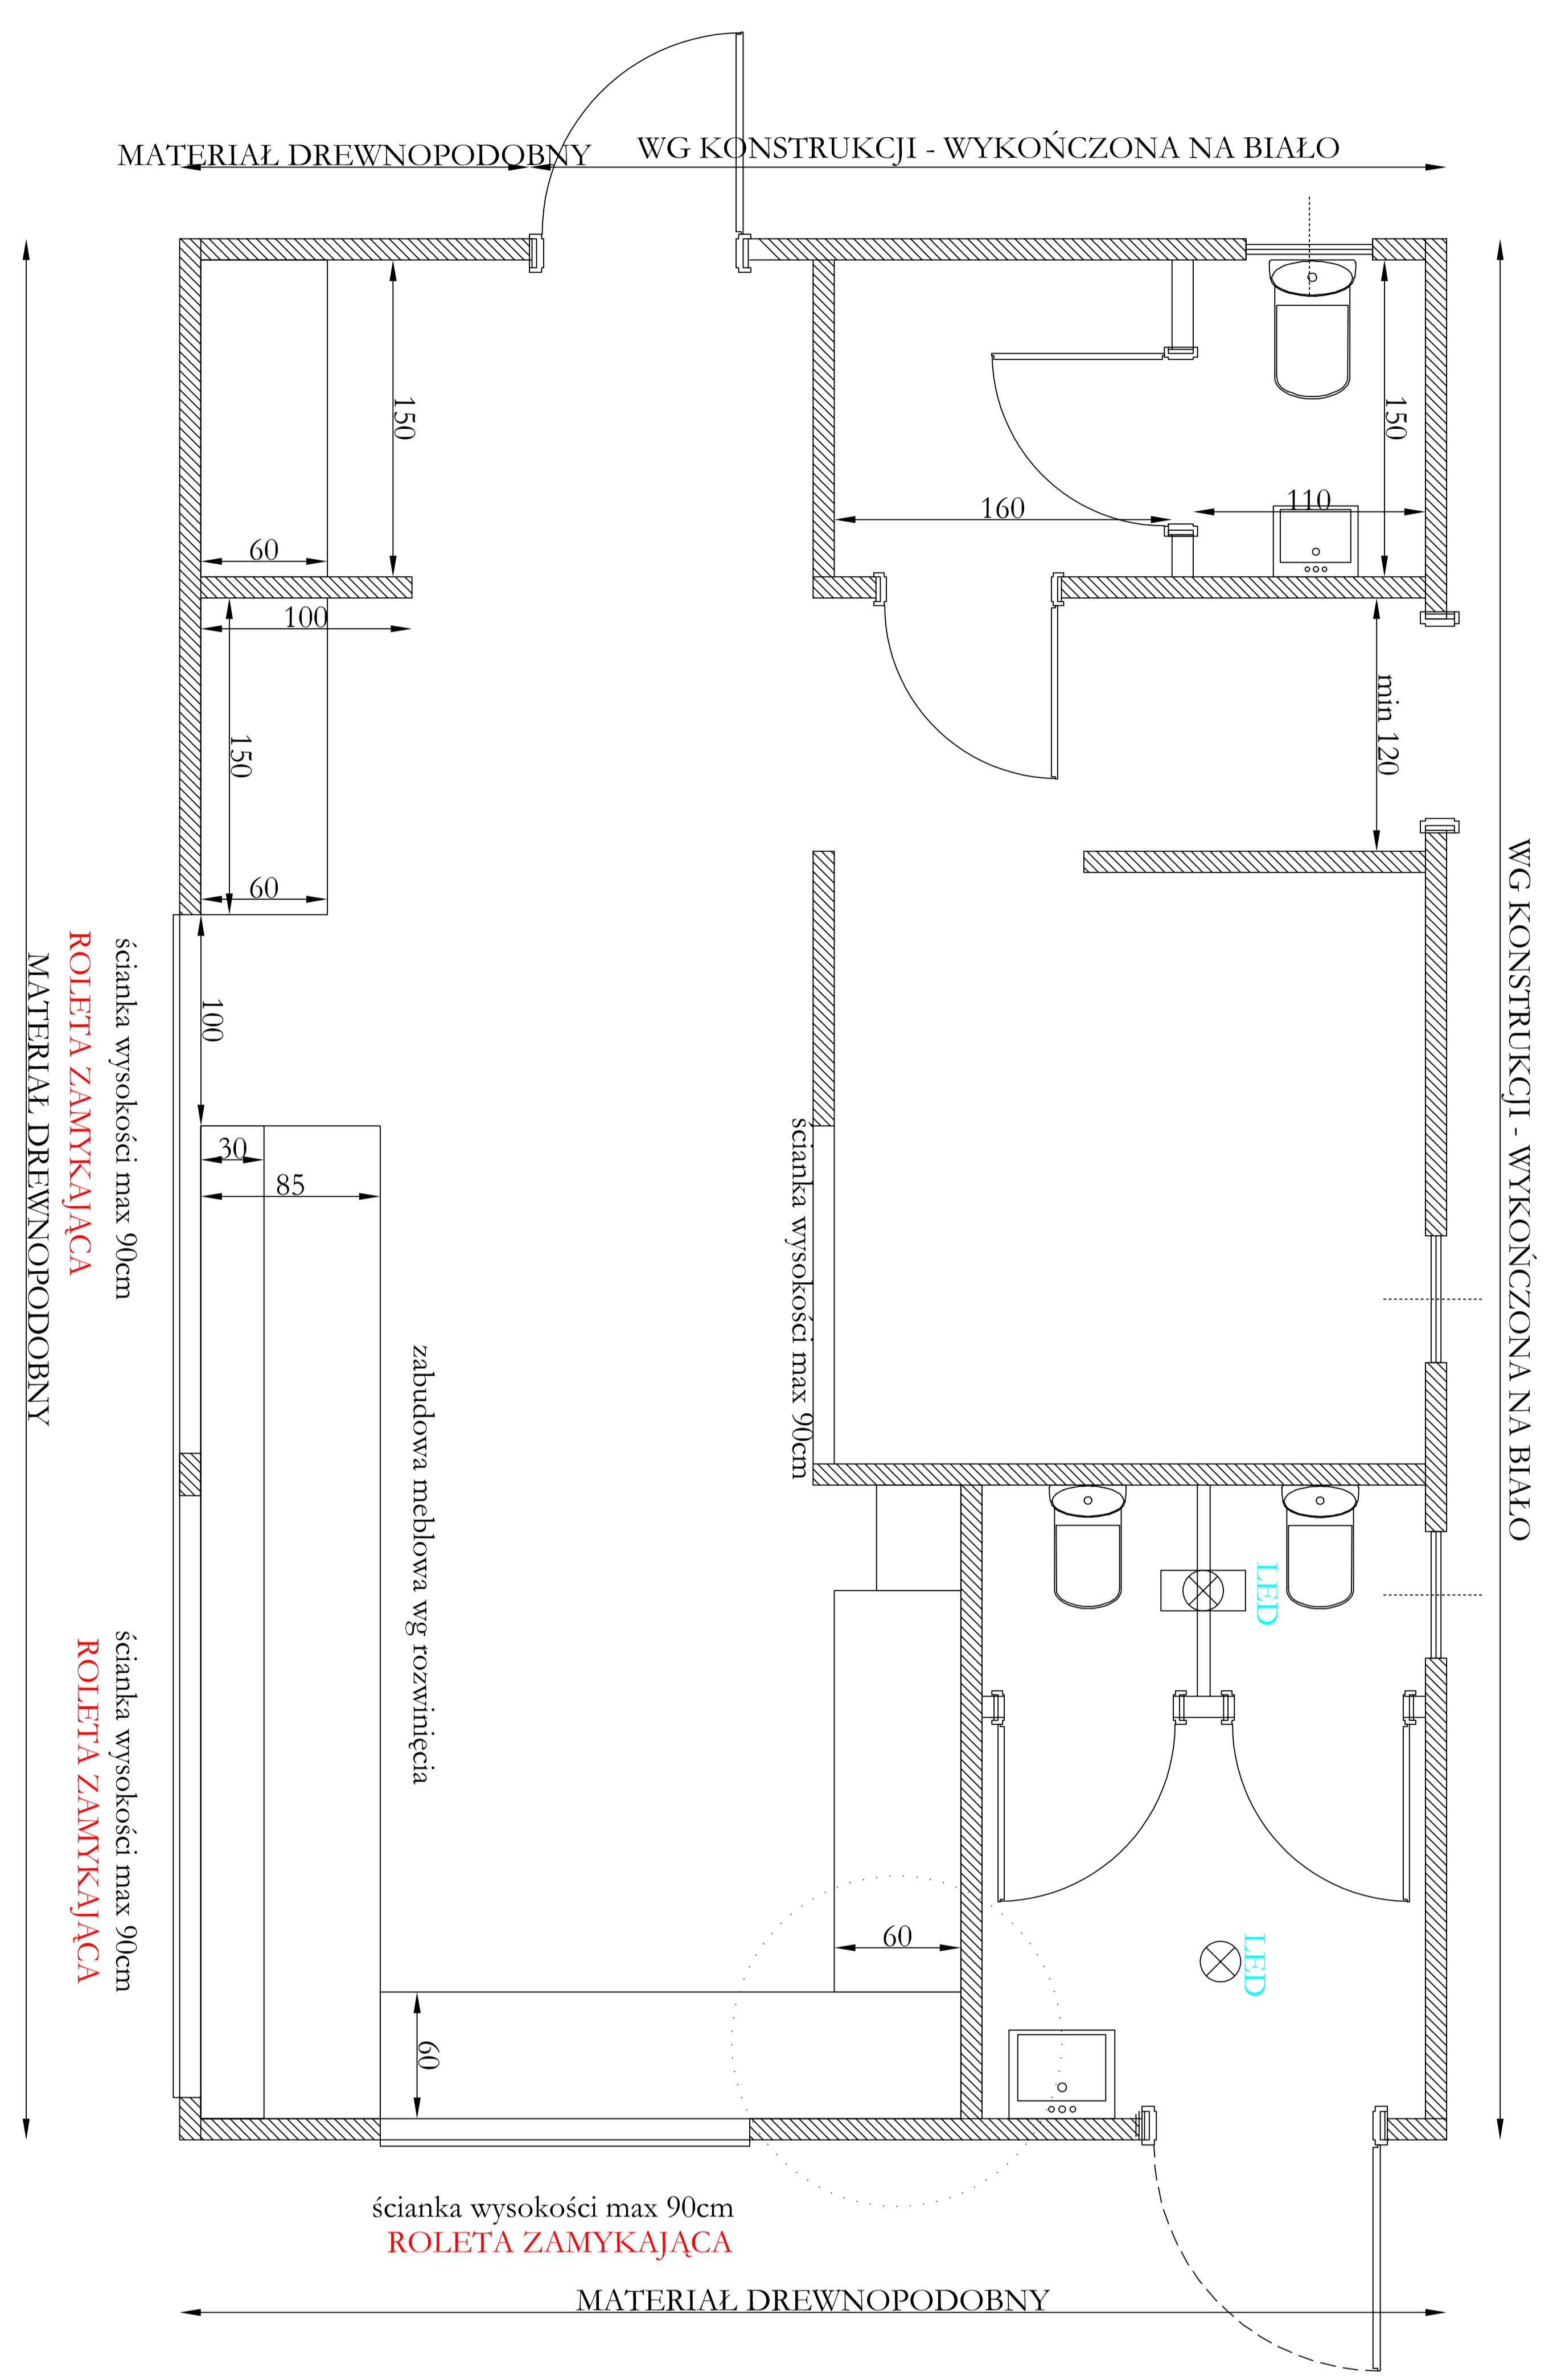 MATERIAŁ DREWNOPODOBNY
WG KONSTRUKCJI - WYKOŃCZONA NA BIAŁO
150
150
160
110
60
100
min 120
150
60
100
WG KONSTRUKCJI - WYKOŃCZONA NA BIAŁO
MATERIAŁ DREWNOPODOBNY
ROLETA ZAMYKAJĄCA
ścianka wysokości max 90cm
30
85
ścianka wysokości max 90cm
zabudowa meblowa wg rozwinięcia
LED
ROLETA ZAMYKAJĄCA
ścianka wysokości max 90cm
60
LED
60
ścianka wysokości max 90cm
ROLETA ZAMYKAJĄCA
MATERIAŁ DREWNOPODOBNY